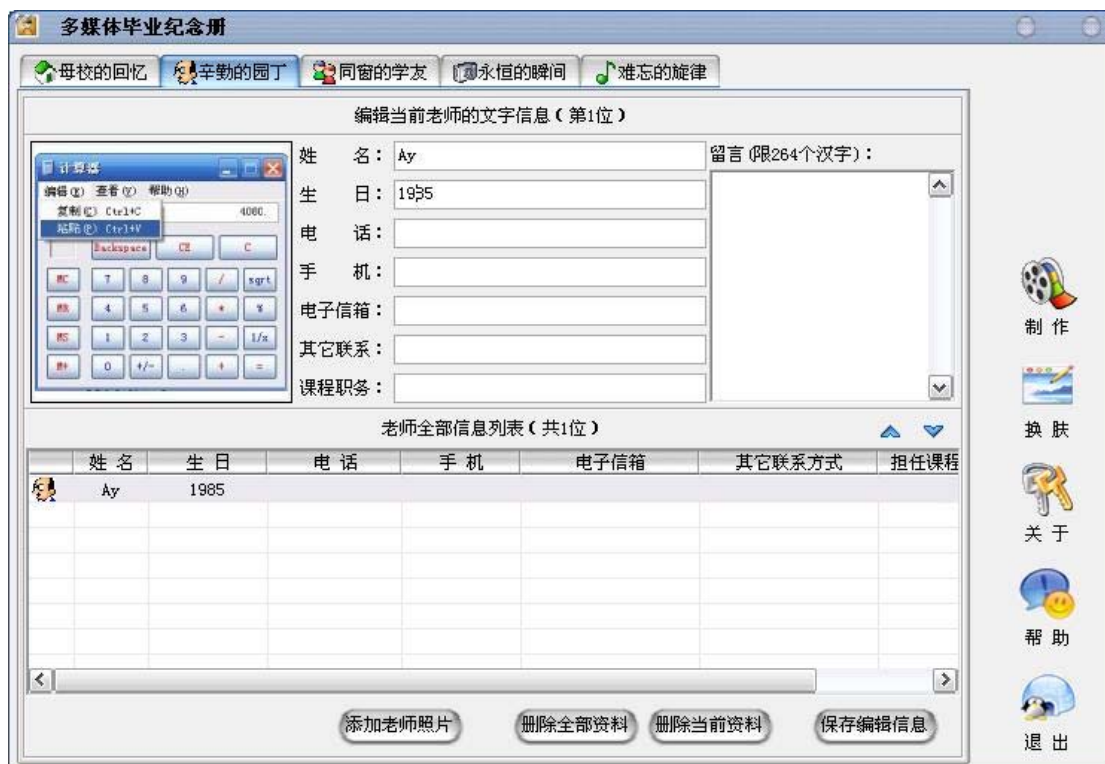 多媒体毕业纪念册
母校的回忆 辛勤的园丁 同窗的学友 永恒的瞬间 难忘的旋律
编辑当前老师的文字信息(第1位)
计算器
编辑(E) 查看(V) 帮助(H)
复制(C) Ctrl+C
4080.
粘贴(P) Ctrl+V
Backspace CE C
MC 7 8 9 / sqrt
MR 4 5 6 * %
MS 1 2 3 - 1/x
M+ 0 +/- . + =
姓 名: Ay
生 日: 1985
电 话:
手 机:
电子信箱:
其它联系:
课程职务:
留言(限264个汉字):
老师全部信息列表(共1位)
姓 名 生 日 电 话 手 机 电子信箱 其它联系方式 担任课程
Ay 1985
添加老师照片 删除全部资料 删除当前资料 保存编辑信息
制 作
换 肤
关 于
帮 助
退 出